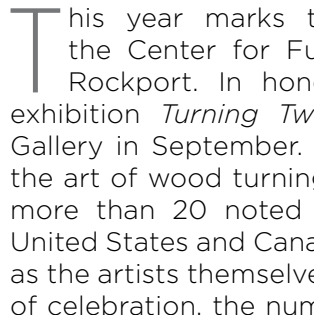 This year marks
the Center for
Rockport. In
exhibition Turning
Gallery in September.
the art of wood
more than 20 noted
United States and
as the artists
of celebration, the